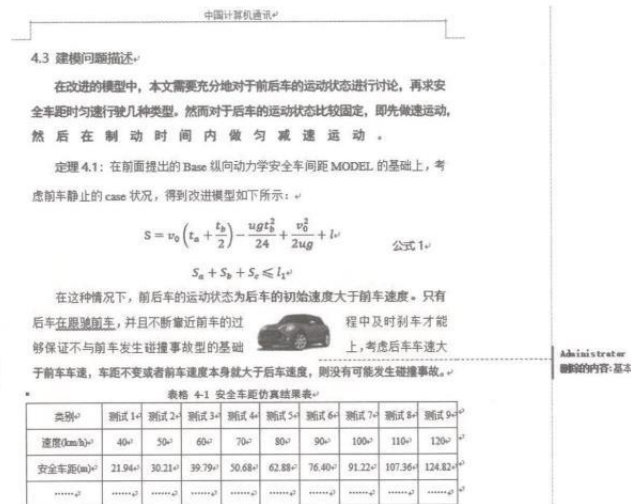 中国计算机通讯
4.3 建模问题描述
在改进的模型中，本文需要充分地对于前后车的运动状态进行讨论，再求安
全车距时匀速行驶几种类型。然而对于后车的运动状态比较固定，即先做速运动，
然后在制动时间内做匀减速运动。
定理 4.1：在前面提出的 Base 纵向动力学安全车间距 MODEL 的基础上，考
虑前车静止的 case 状况，得到改进模型如下所示：
S = v₀(tₐ + t_b/2) − ugt_b²/24 + v₀²/2ug + l
公式 1
Sₐ + S_b + S_c ⩽ l₁
在这种情况下，前后车的运动状态为后车的初始速度大于前车速度。只有
后车在跟驰前车，并且不断靠近前车的过 程中及时刹车才能
够保证不与前车发生碰撞事故型的基础 上，考虑后车车速大
于前车车速，车距不变或者前车速度本身就大于后车速度，则没有可能发生碰撞事故。
Administrator
删除的内容: 基本
表格 4-1 安全车距仿真结果表
类别 测试 1 测试 2 测试 3 测试 4 测试 5 测试 6 测试 7 测试 8 测试 9
速度(km/h) 40 50 60 70 80 90 100 110 120
安全车距(m) 21.94 30.21 39.79 50.68 62.88 76.40 91.22 107.36 124.82
…… …… …… …… …… …… …… …… …… ……